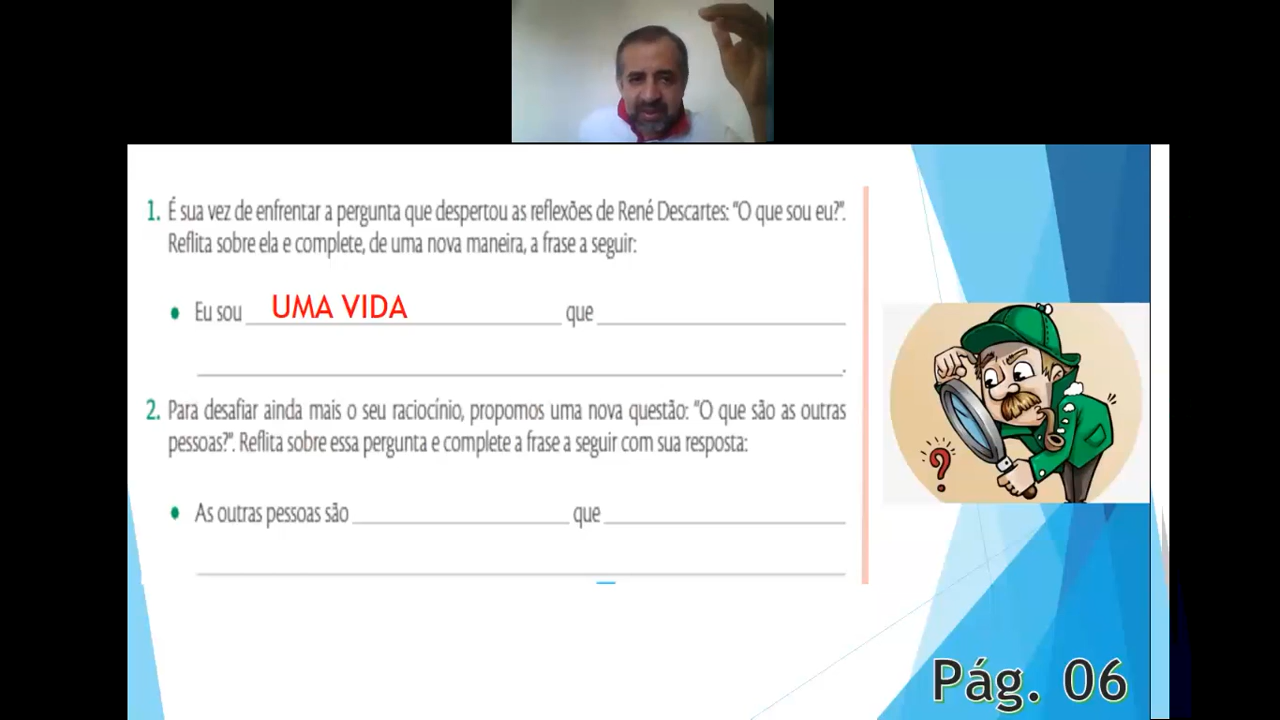 1. É sua vez de enfrentar a pergunta que despertou as reflexões de René Descartes: “O que sou eu?”.
Reflita sobre ela e complete, de uma nova maneira, a frase a seguir:
• Eu sou UMA VIDA que
.
2. Para desafiar ainda mais o seu raciocínio, propomos uma nova questão: “O que são as outras
pessoas?”. Reflita sobre essa pergunta e complete a frase a seguir com sua resposta:
• As outras pessoas são que
?
Pág. 06